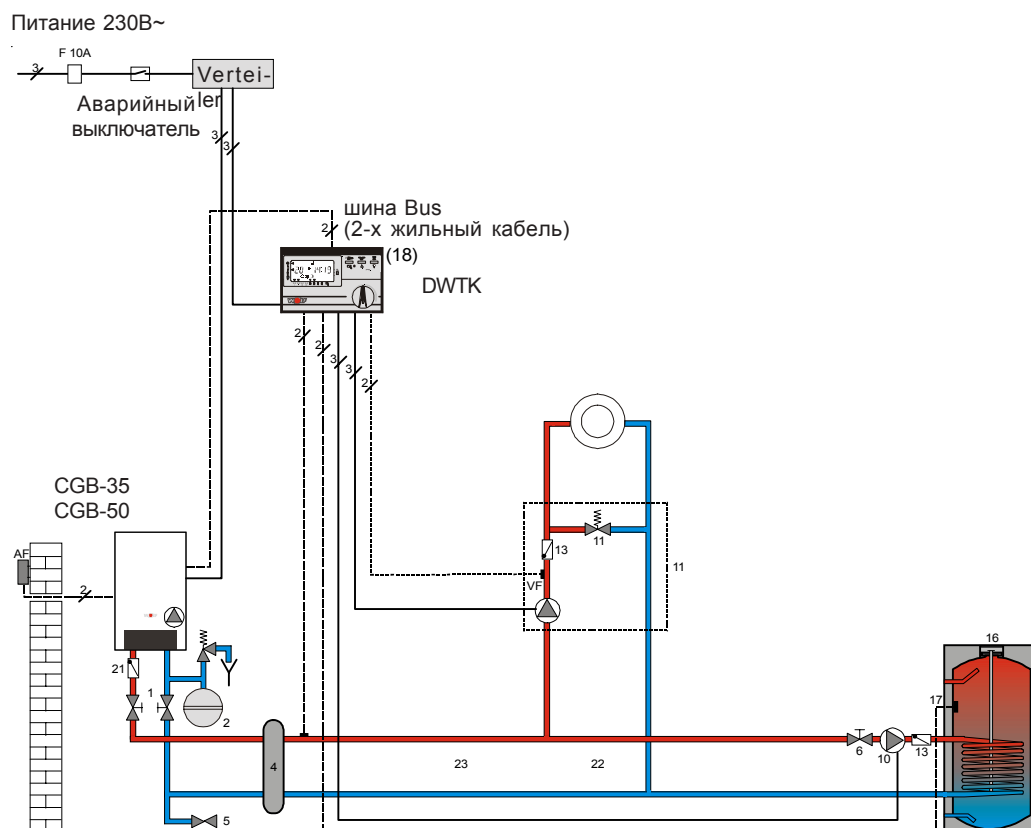 Питание 230В~
F 10A
3
Vertei-
ler
Аварийный
выключатель
3
3
шина Bus
(2-х жильный кабель)
2
(18)
DWTK
2
2
3
3
2
CGB-35
CGB-50
AF
2
13
11
11
VF
16
21
1
2
17
6
10
13
4
23
22
5